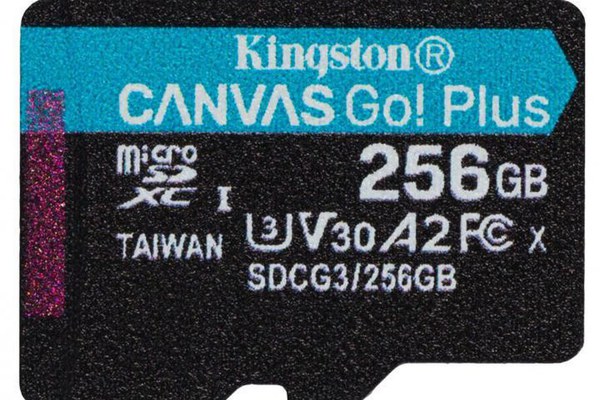 Kingston®
CANVAS Go! Plus
micro SD XC I
256GB
TAIWAN
U3 V30 A2 FC X
SDCG3/256GB